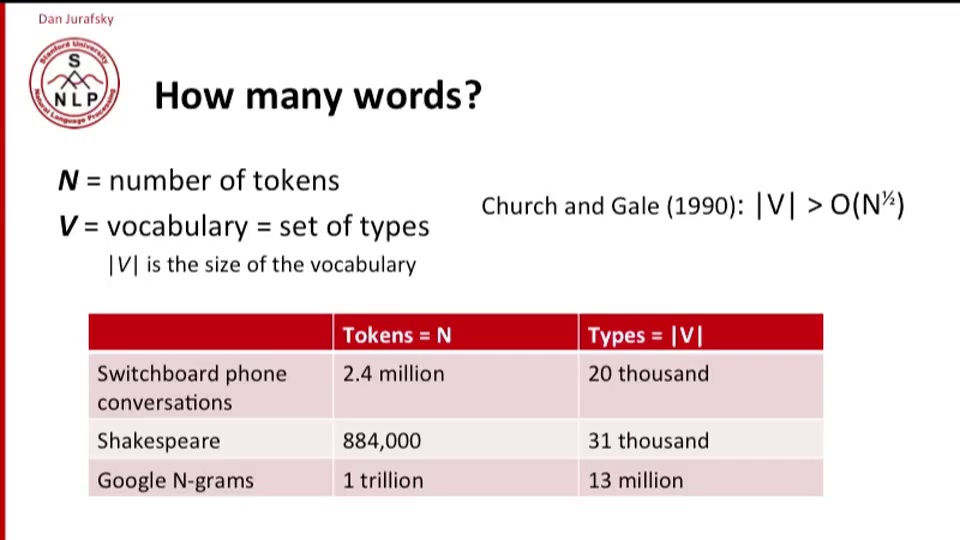 Dan Jurafsky
Stanford University
S
NLP
Natural Language Processing
How many words?
N = number of tokens
V = vocabulary = set of types
|V| is the size of the vocabulary
Church and Gale (1990): |V| > O(N½)
Tokens = N Types = |V|
Switchboard phone conversations 2.4 million 20 thousand
Shakespeare 884,000 31 thousand
Google N-grams 1 trillion 13 million